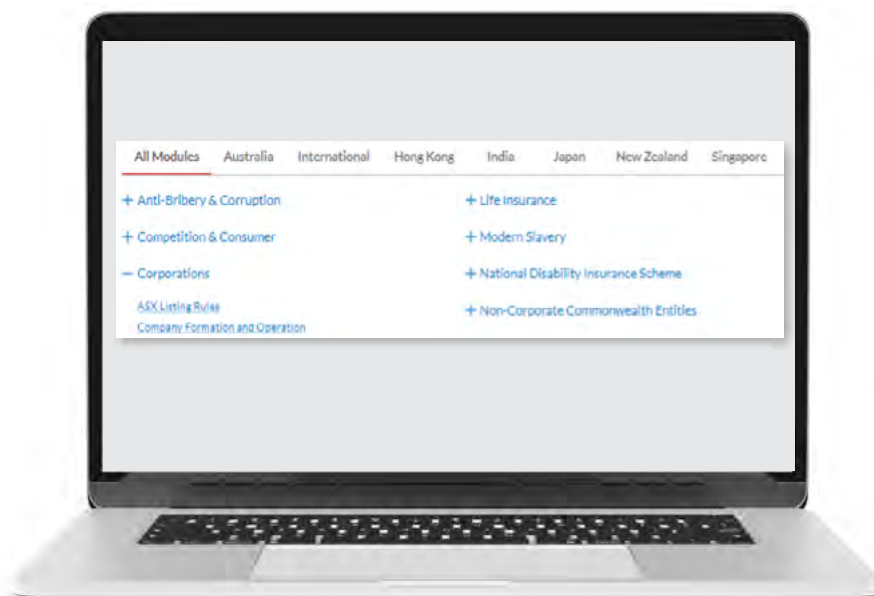 All Modules Australia International Hong Kong India Japan New Zealand Singapore
+ Anti-Bribery & Corruption
+ Competition & Consumer
− Corporations
ASX Listing Rules
Company Formation and Operation
+ Life Insurance
+ Modern Slavery
+ National Disability Insurance Scheme
+ Non-Corporate Commonwealth Entities